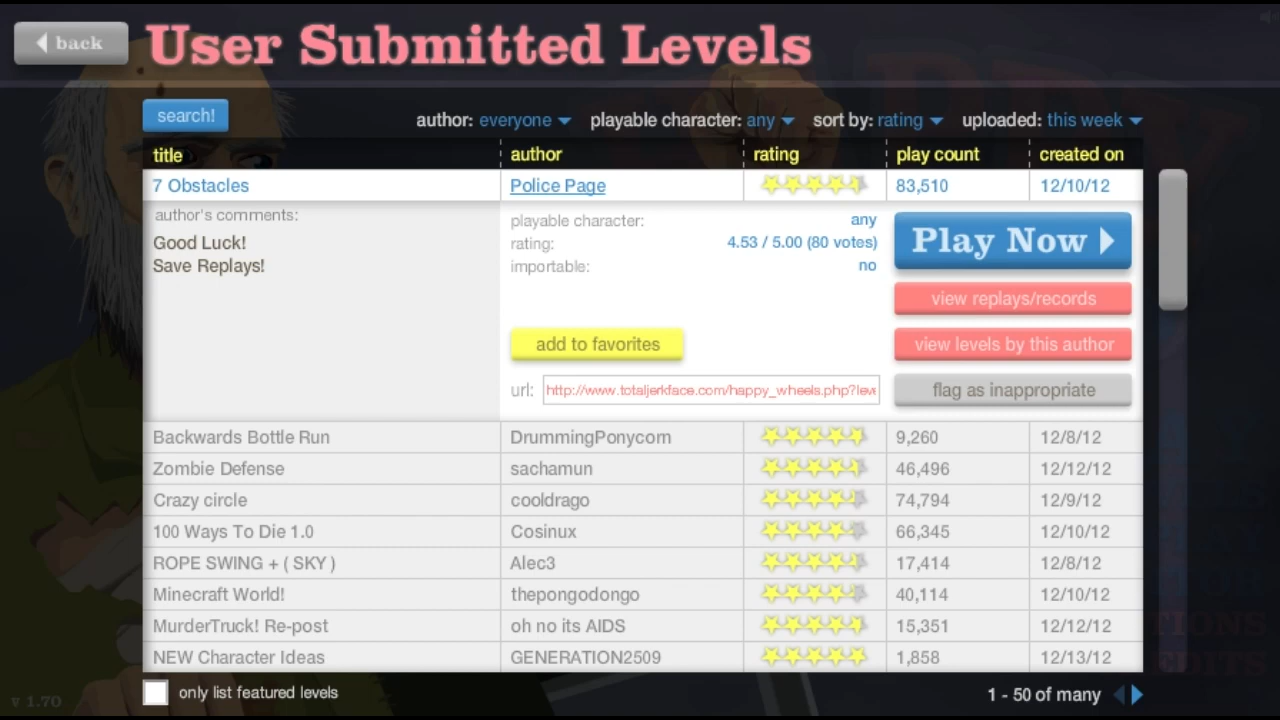 back
User Submitted Levels
search!
author: everyone playable character: any sort by: rating uploaded: this week
title author rating play count created on
7 Obstacles Police Page 83,510 12/10/12
author's comments:
Good Luck!
Save Replays!
playable character: any
rating: 4.53 / 5.00 (80 votes)
importable: no
add to favorites
url: http://www.totaljerkface.com/happy_wheels.php?leve
Play Now
view replays/records
view levels by this author
flag as inappropriate
Backwards Bottle Run DrummingPonycorn 9,260 12/8/12
Zombie Defense sachamun 46,496 12/12/12
Crazy circle cooldrago 74,794 12/9/12
100 Ways To Die 1.0 Cosinux 66,345 12/10/12
ROPE SWING + ( SKY ) Alec3 17,414 12/8/12
Minecraft World! thepongodongo 40,114 12/10/12
MurderTruck! Re-post oh no its AIDS 15,351 12/12/12
NEW Character Ideas GENERATION2509 1,858 12/13/12
only list featured levels
1 - 50 of many
v 1.70